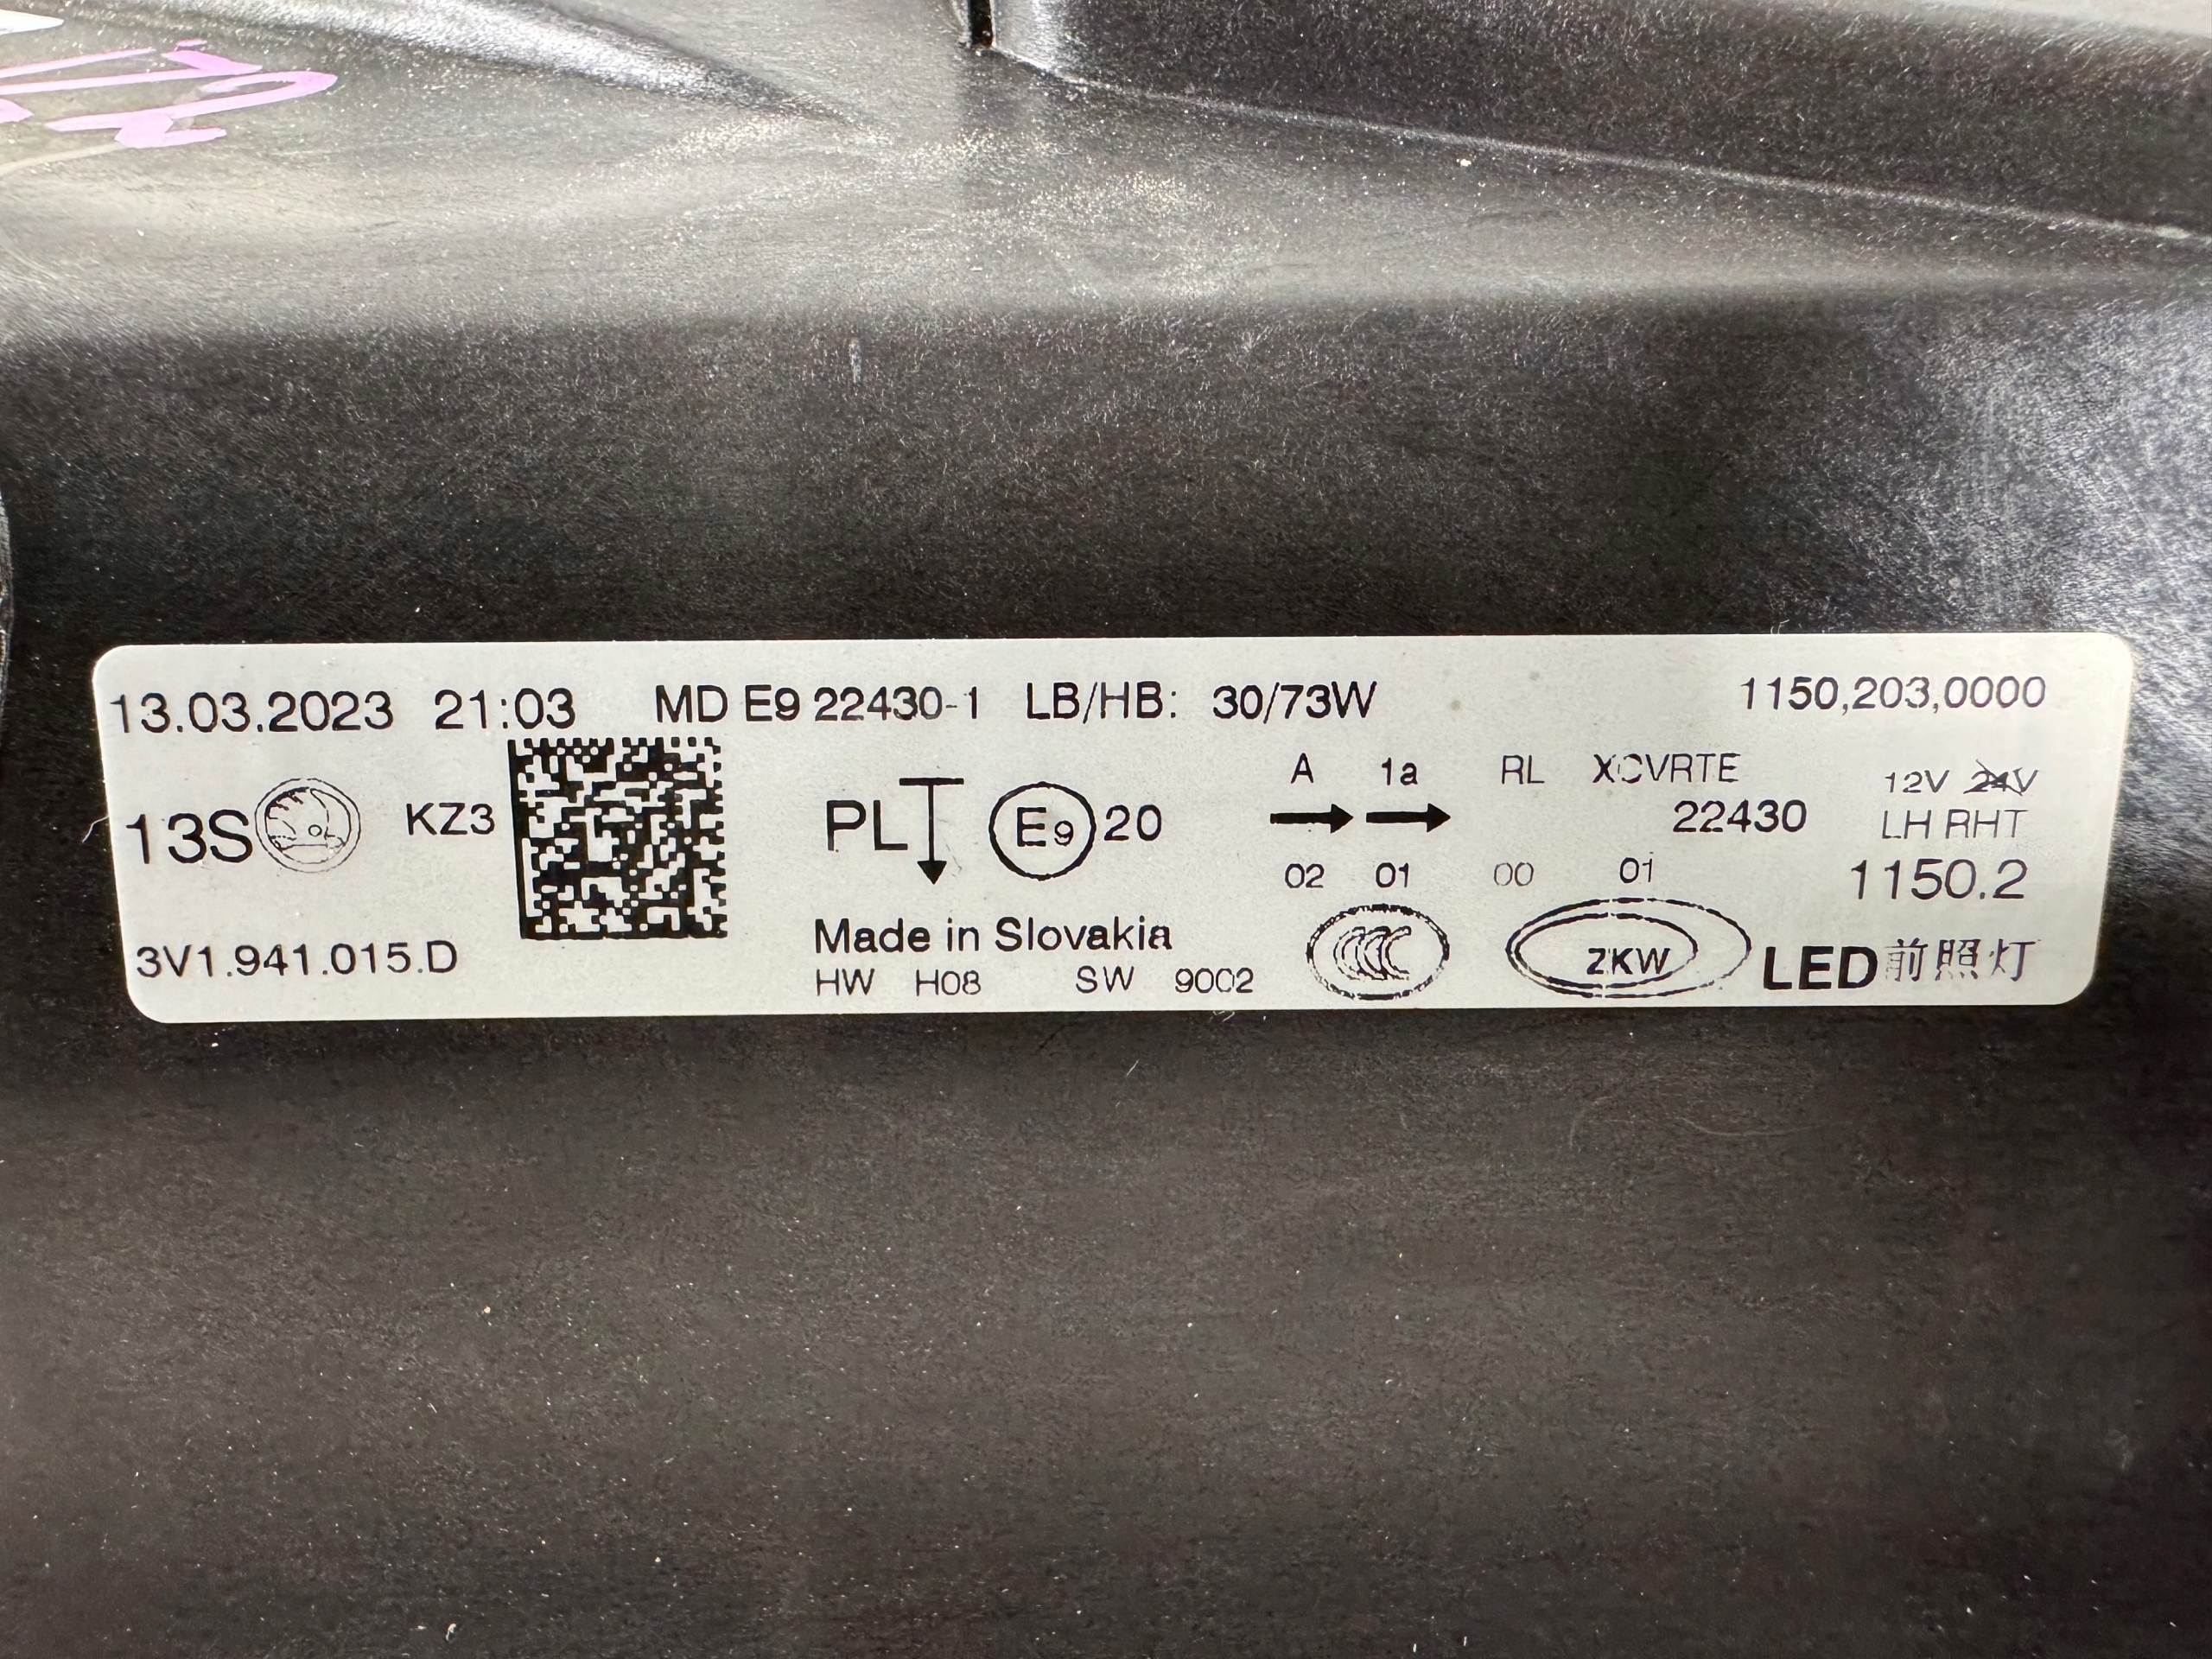 13.03.2023 21:03 MD E9 22430-1 LB/HB: 30/73W 1150,203,0000
A 1a RL XCVRTE 12V 24V
13S KZ3 PL E9 20 22430 LH RHT
02 01 00 01 1150.2
3V1.941.015.D Made in Slovakia CCC ZKW LED前照灯
HW H08 SW 9002